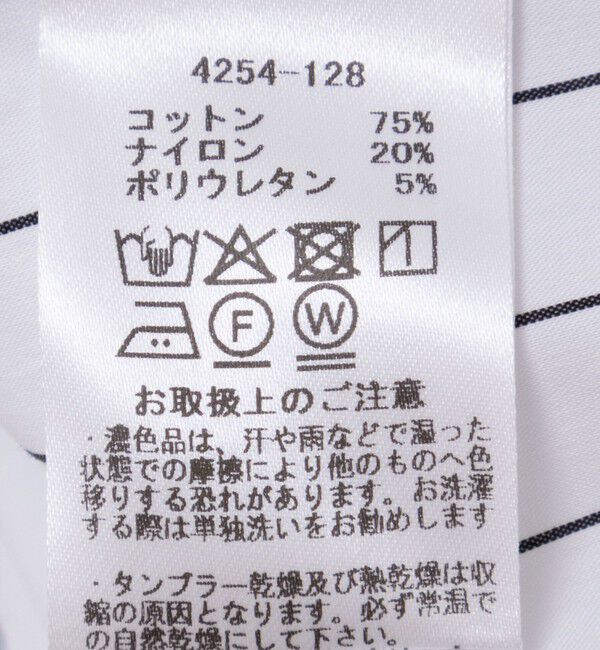 4254-128
コットン 75%
ナイロン 20%
ポリウレタン 5%
F W
お取扱上のご注意
・濃色品は、汗や雨などで湿った
状態での摩擦により他のものへ色
移りする恐れがあります。お洗濯
する際は単独洗いをお勧めします
・タンブラー乾燥及び熱乾燥は収
縮の原因となります。必ず常温で
の自然乾燥にして下さい。